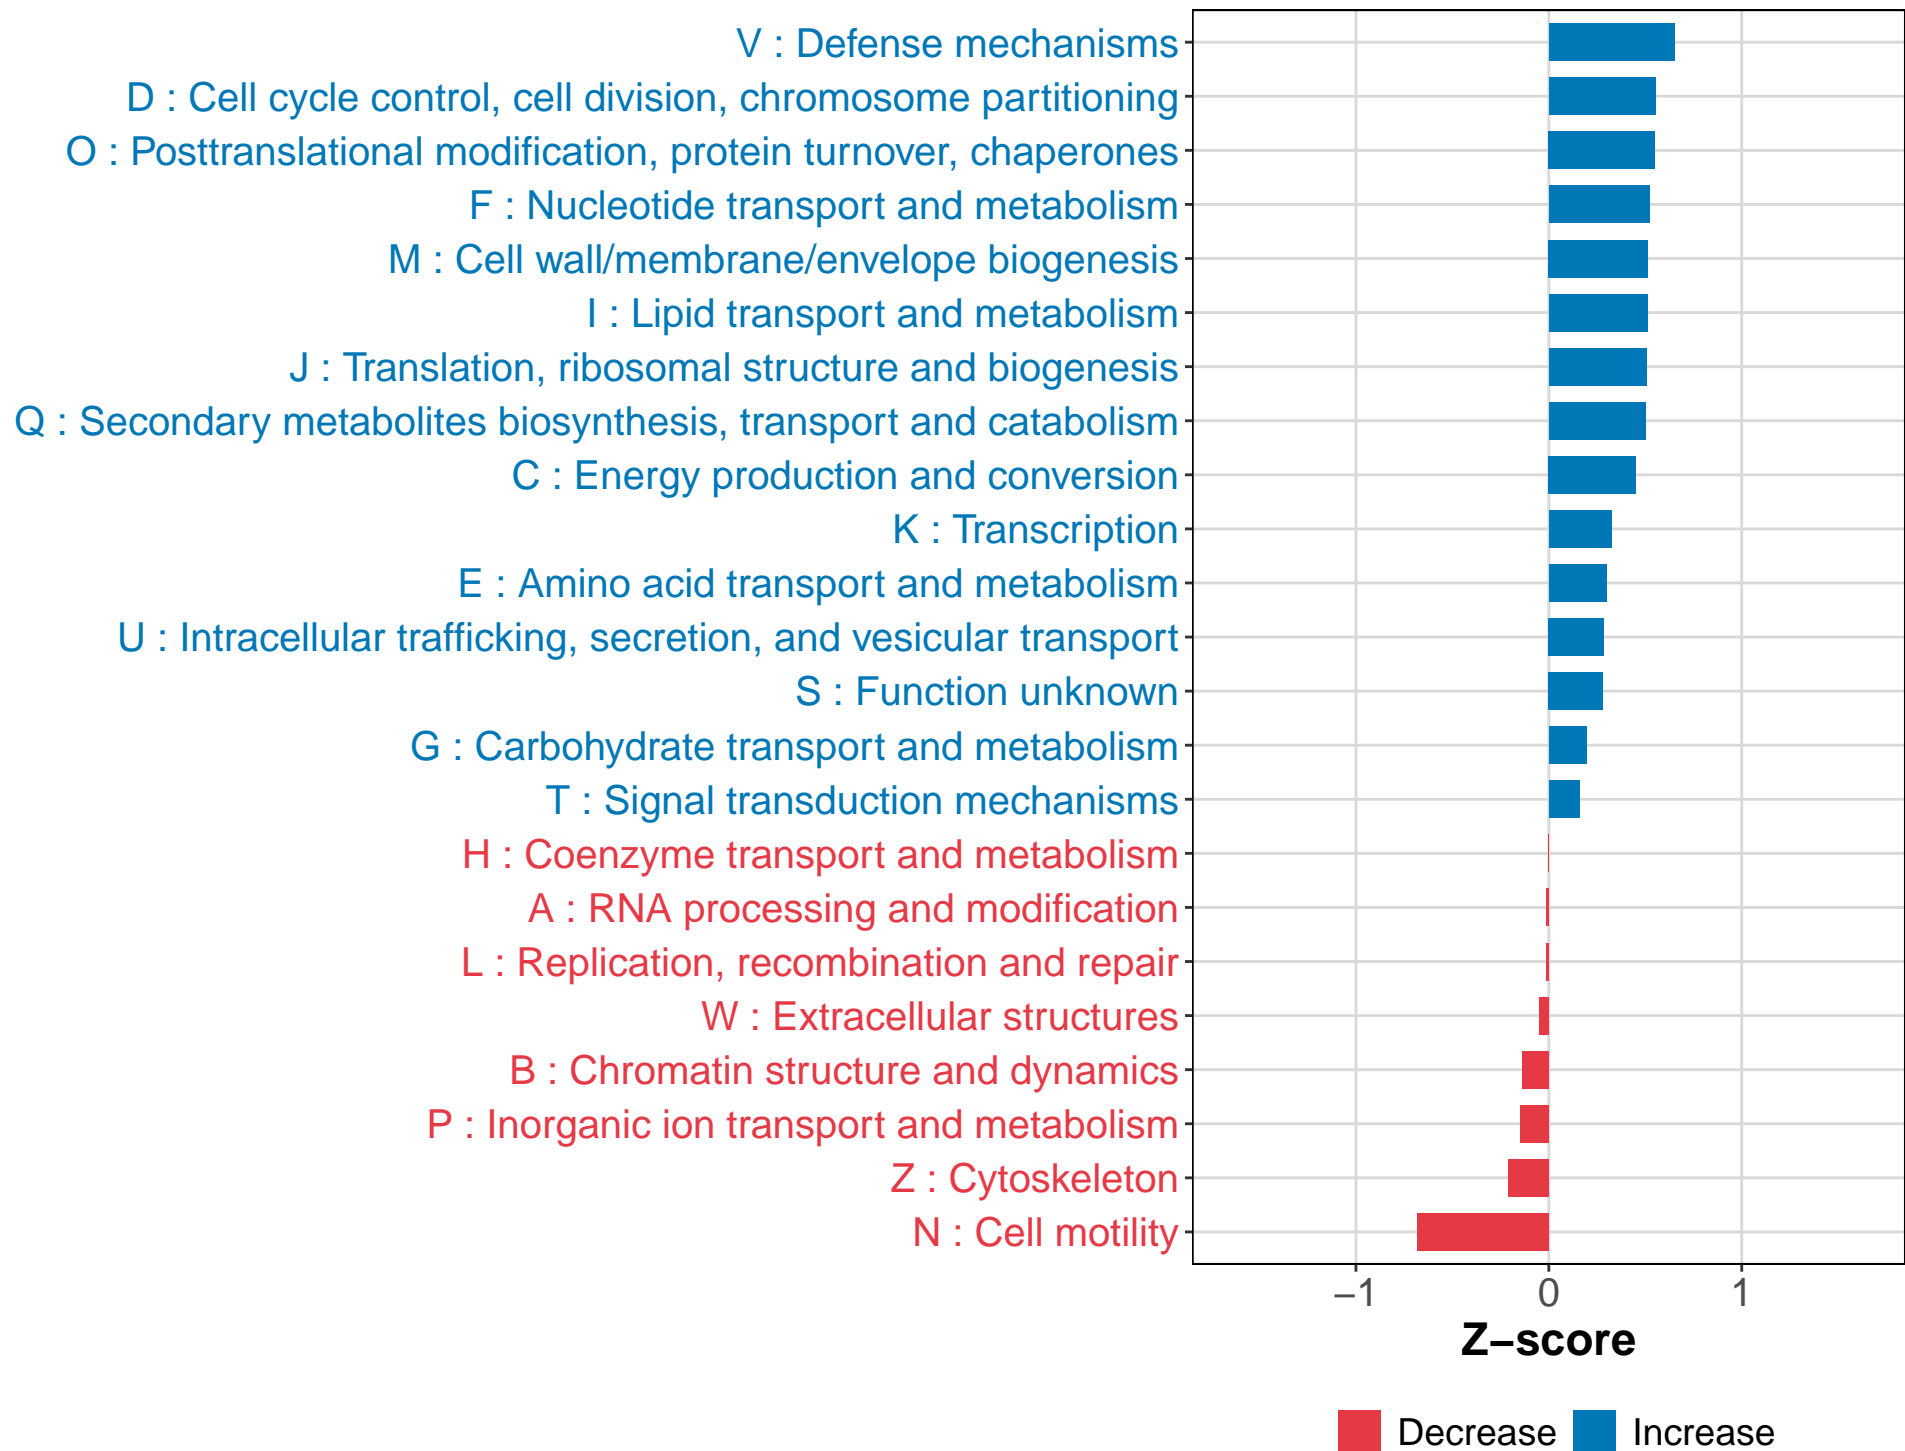 V : Defense mechanisms
D : Cell cycle control, cell division, chromosome partitioning
O : Posttranslational modification, protein turnover, chaperones
F : Nucleotide transport and metabolism
M : Cell wall/membrane/envelope biogenesis
I : Lipid transport and metabolism
J : Translation, ribosomal structure and biogenesis
Q : Secondary metabolites biosynthesis, transport and catabolism
C : Energy production and conversion
K : Transcription
E : Amino acid transport and metabolism
U : Intracellular trafficking, secretion, and vesicular transport
S : Function unknown
G : Carbohydrate transport and metabolism
T : Signal transduction mechanisms
H : Coenzyme transport and metabolism
A : RNA processing and modification
L : Replication, recombination and repair
W : Extracellular structures
B : Chromatin structure and dynamics
P : Inorganic ion transport and metabolism
Z : Cytoskeleton
N : Cell motility
−1 0 1
Z−score
Decrease Increase